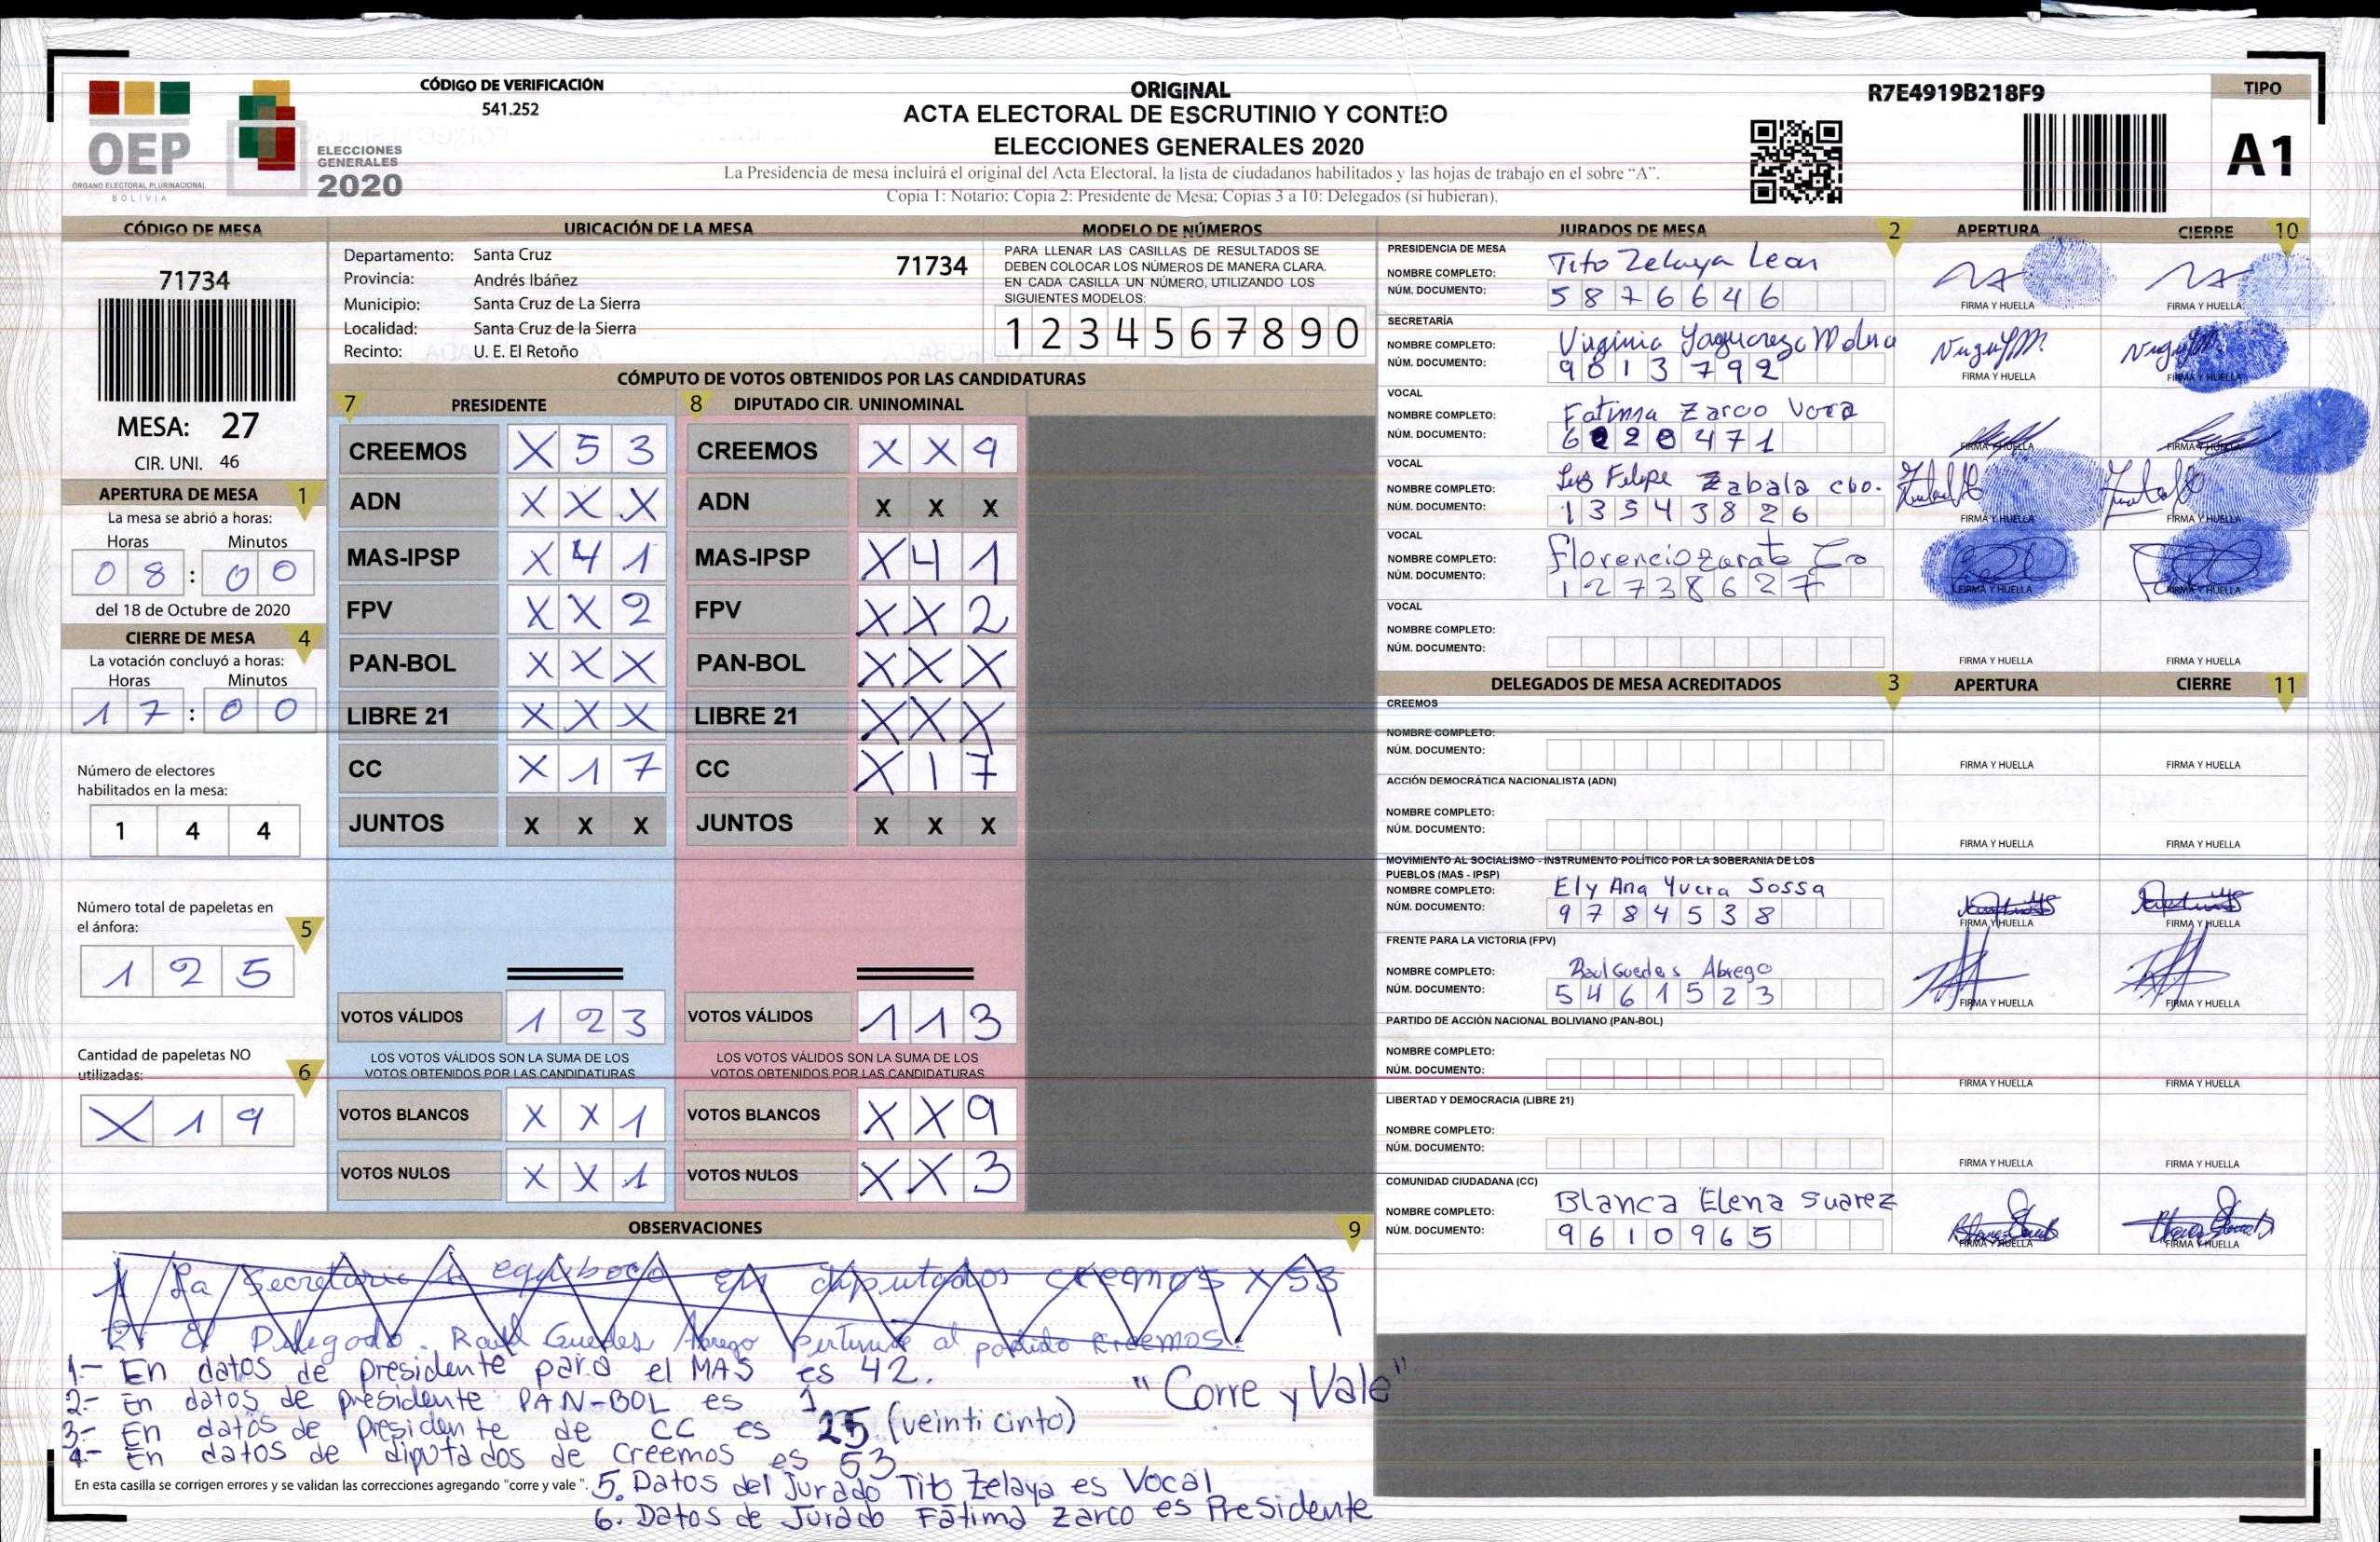 CÓDIGO DE VERIFICACIÓN
541.252
ORIGINAL
ACTA ELECTORAL DE ESCRUTINIO Y CONTEO
ELECCIONES GENERALES 2020
La Presidencia de mesa incluirá el original del Acta Electoral, la lista de ciudadanos habilitados y las hojas de trabajo en el sobre “A”.
Copia 1: Notario; Copia 2: Presidente de Mesa; Copias 3 a 10: Delegados (si hubieran).
R7E4919B218F9
TIPO
A1
OEP
ÓRGANO ELECTORAL PLURINACIONAL
BOLIVIA
ELECCIONES
GENERALES
2020
CÓDIGO DE MESA
71734
MESA: 27
CIR. UNI. 46
APERTURA DE MESA 1
La mesa se abrió a horas:
Horas Minutos
0 8 : 0 0
del 18 de Octubre de 2020
CIERRE DE MESA 4
La votación concluyó a horas:
Horas Minutos
1 7 : 0 0
Número de electores
habilitados en la mesa:
1 4 4
Número total de papeletas en
el ánfora: 5
1 2 5
Cantidad de papeletas NO
utilizadas: 6
X 1 9
UBICACIÓN DE LA MESA
Departamento: Santa Cruz
71734
Provincia: Andrés Ibáñez
Municipio: Santa Cruz de La Sierra
Localidad: Santa Cruz de la Sierra
Recinto: U. E. El Retoño
MODELO DE NÚMEROS
PARA LLENAR LAS CASILLAS DE RESULTADOS SE
DEBEN COLOCAR LOS NÚMEROS DE MANERA CLARA.
EN CADA CASILLA UN NÚMERO, UTILIZANDO LOS
SIGUIENTES MODELOS:
1 2 3 4 5 6 7 8 9 0
CÓMPUTO DE VOTOS OBTENIDOS POR LAS CANDIDATURAS
7 PRESIDENTE 8 DIPUTADO CIR. UNINOMINAL
CREEMOS X 5 3 CREEMOS X X 9
ADN X X X ADN X X X
MAS-IPSP X 4 1 MAS-IPSP X 4 1
FPV X X 2 FPV X X 2
PAN-BOL X X X PAN-BOL X X X
LIBRE 21 X X X LIBRE 21 X X X
CC X 1 7 CC X 1 7
JUNTOS X X X JUNTOS X X X
VOTOS VÁLIDOS 1 2 3 VOTOS VÁLIDOS 1 1 3
LOS VOTOS VÁLIDOS SON LA SUMA DE LOS LOS VOTOS VÁLIDOS SON LA SUMA DE LOS
VOTOS OBTENIDOS POR LAS CANDIDATURAS VOTOS OBTENIDOS POR LAS CANDIDATURAS
VOTOS BLANCOS X X 1 VOTOS BLANCOS X X 9
VOTOS NULOS X X 1 VOTOS NULOS X X 3
JURADOS DE MESA 2 APERTURA CIERRE 10
PRESIDENCIA DE MESA
NOMBRE COMPLETO: Tito Zelaya Leon
NÚM. DOCUMENTO: 5 8 7 6 6 4 6
FIRMA Y HUELLA FIRMA Y HUELLA
SECRETARÍA
NOMBRE COMPLETO: Virginia
NÚM. DOCUMENTO: 9 8 1 3 7 9 2
FIRMA Y HUELLA FIRMA Y HUELLA
VOCAL
NOMBRE COMPLETO: Fatima Zarco
NÚM. DOCUMENTO: 4 7 1
FIRMA Y HUELLA FIRMA Y HUELLA
VOCAL
NOMBRE COMPLETO: Luis Felipe Zabala
NÚM. DOCUMENTO: 1 3 5 4 3 8 2 6
FIRMA Y HUELLA FIRMA Y HUELLA
VOCAL
NOMBRE COMPLETO: Florencio Zarate
NÚM. DOCUMENTO: 1 2 7 3 8 6 2 7
FIRMA Y HUELLA FIRMA Y HUELLA
VOCAL
NOMBRE COMPLETO:
NÚM. DOCUMENTO:
FIRMA Y HUELLA FIRMA Y HUELLA
DELEGADOS DE MESA ACREDITADOS 3 APERTURA CIERRE 11
CREEMOS
NOMBRE COMPLETO:
NÚM. DOCUMENTO:
FIRMA Y HUELLA FIRMA Y HUELLA
ACCIÓN DEMOCRÁTICA NACIONALISTA (ADN)
NOMBRE COMPLETO:
NÚM. DOCUMENTO:
FIRMA Y HUELLA FIRMA Y HUELLA
MOVIMIENTO AL SOCIALISMO - INSTRUMENTO POLÍTICO POR LA SOBERANIA DE LOS
PUEBLOS (MAS - IPSP)
NOMBRE COMPLETO: Ely Ana Yvera Sossa
NÚM. DOCUMENTO: 9 7 8 4 5 3 8
FIRMA Y HUELLA FIRMA Y HUELLA
FRENTE PARA LA VICTORIA (FPV)
NOMBRE COMPLETO: Raul Guedes Abrego
NÚM. DOCUMENTO: 5 4 6 1 5 2 3
FIRMA Y HUELLA FIRMA Y HUELLA
PARTIDO DE ACCIÓN NACIONAL BOLIVIANO (PAN-BOL)
NOMBRE COMPLETO:
NÚM. DOCUMENTO:
FIRMA Y HUELLA FIRMA Y HUELLA
LIBERTAD Y DEMOCRACIA (LIBRE 21)
NOMBRE COMPLETO:
NÚM. DOCUMENTO:
FIRMA Y HUELLA FIRMA Y HUELLA
COMUNIDAD CIUDADANA (CC)
NOMBRE COMPLETO: Blanca Elena Suarez
NÚM. DOCUMENTO: 9 6 1 0 9 6 5
FIRMA Y HUELLA FIRMA Y HUELLA
OBSERVACIONES 9
1 La Secretaria equiboco en diputados creemos x 53
2. El Delegado. Raul Guedes Abrego al partido Creemos.
1.- En datos de presidente para el MAS es 42.
2.- En datos de presidente PAN-BOL es 1
"Corre y Vale"
3.- En datos de presidente de CC es 25 (veinti cinto)
4.- En datos de diputados de Creemos es 53
En esta casilla se corrigen errores y se validan las correcciones agregando "corre y vale".
5. Datos del Jurado Tito Zelaya es Vocal
6. Datos de Jurado Fátima Zarco es Presidente